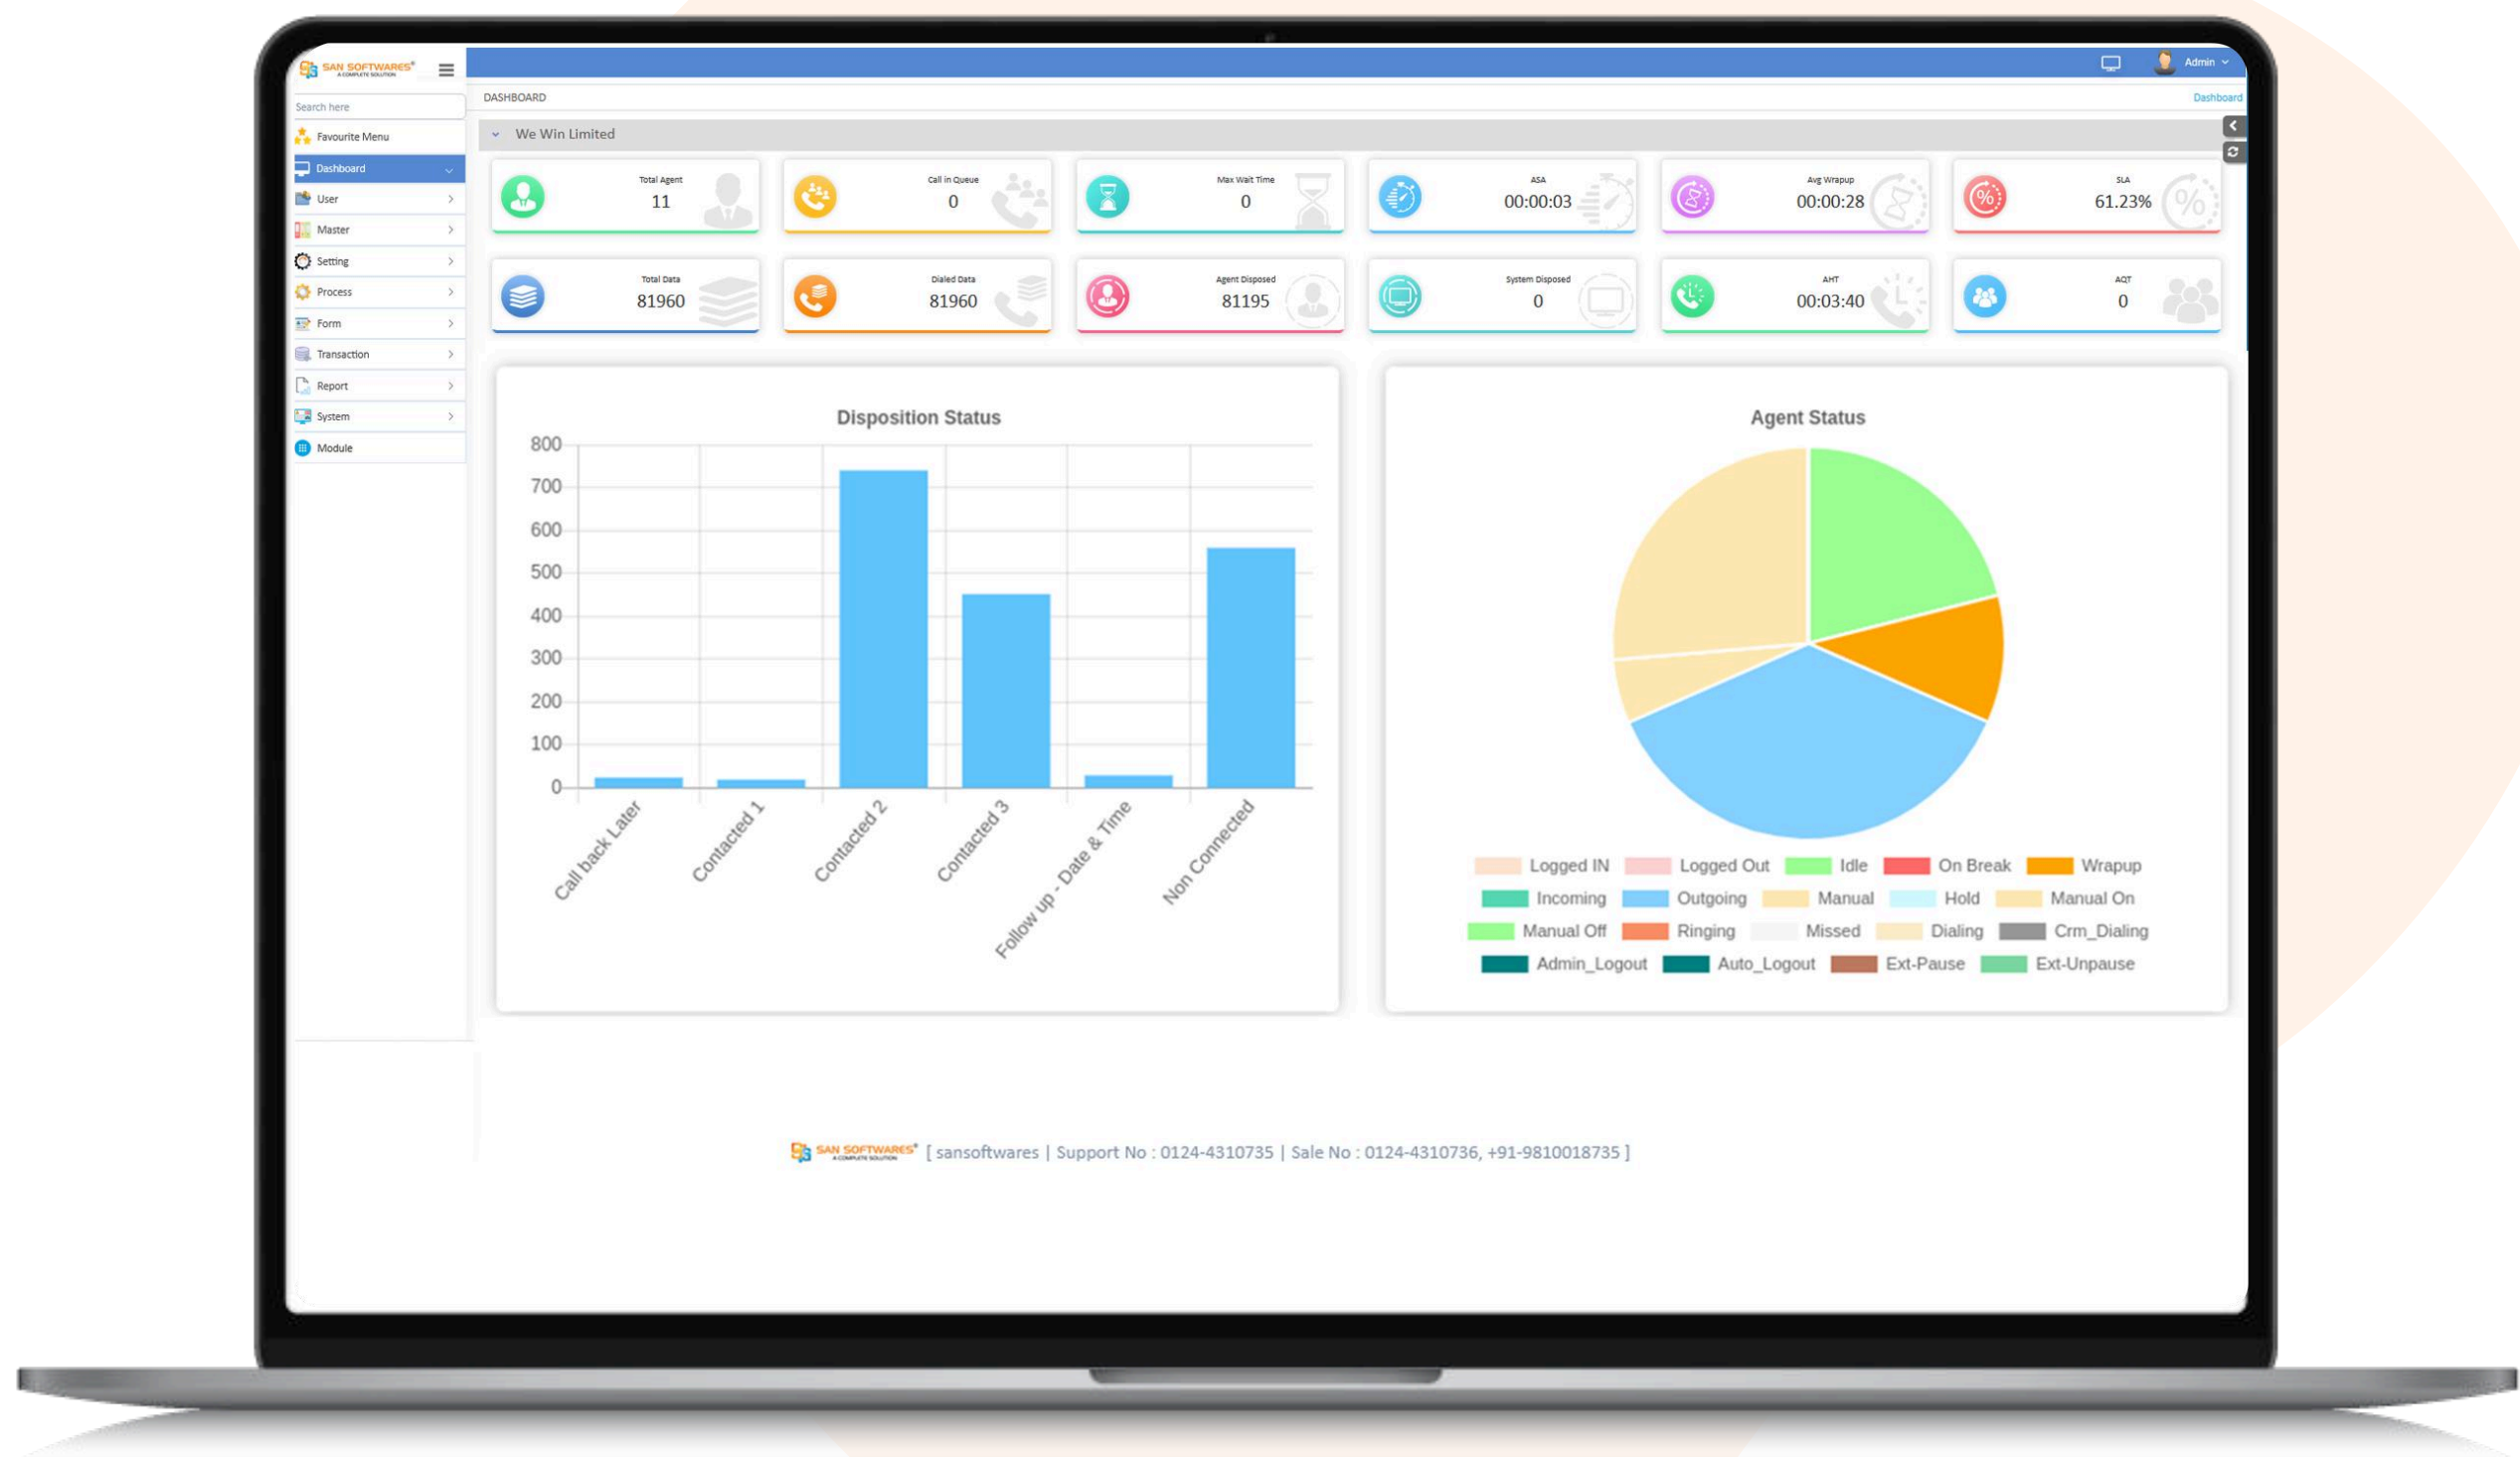 SAN SOFTWARES®
A COMPLETE SOLUTION
Admin
Search here
DASHBOARD
Dashboard
Favourite Menu
We Win Limited
Dashboard
User
Master
Setting
Process
Form
Transaction
Report
System
Module
Total Agent
11
Call in Queue
0
Max Wait Time
0
ASA
00:00:03
Avg Wrapup
00:00:28
%
SLA
61.23%
%
Total Data
81960
Dialed Data
81960
Agent Disposed
81195
System Disposed
0
AHT
00:03:40
AQT
0
Disposition Status
800
700
600
500
400
300
200
100
0
Call back Later
Contacted 1
Contacted 2
Contacted 3
Follow up - Date & Time
Non Connected
Agent Status
Logged IN Logged Out Idle On Break Wrapup
Incoming Outgoing Manual Hold Manual On
Manual Off Ringing Missed Dialing Crm_Dialing
Admin_Logout Auto_Logout Ext-Pause Ext-Unpause
SAN SOFTWARES® [ sansoftwares | Support No : 0124-4310735 | Sale No : 0124-4310736, +91-9810018735 ]
A COMPLETE SOLUTION